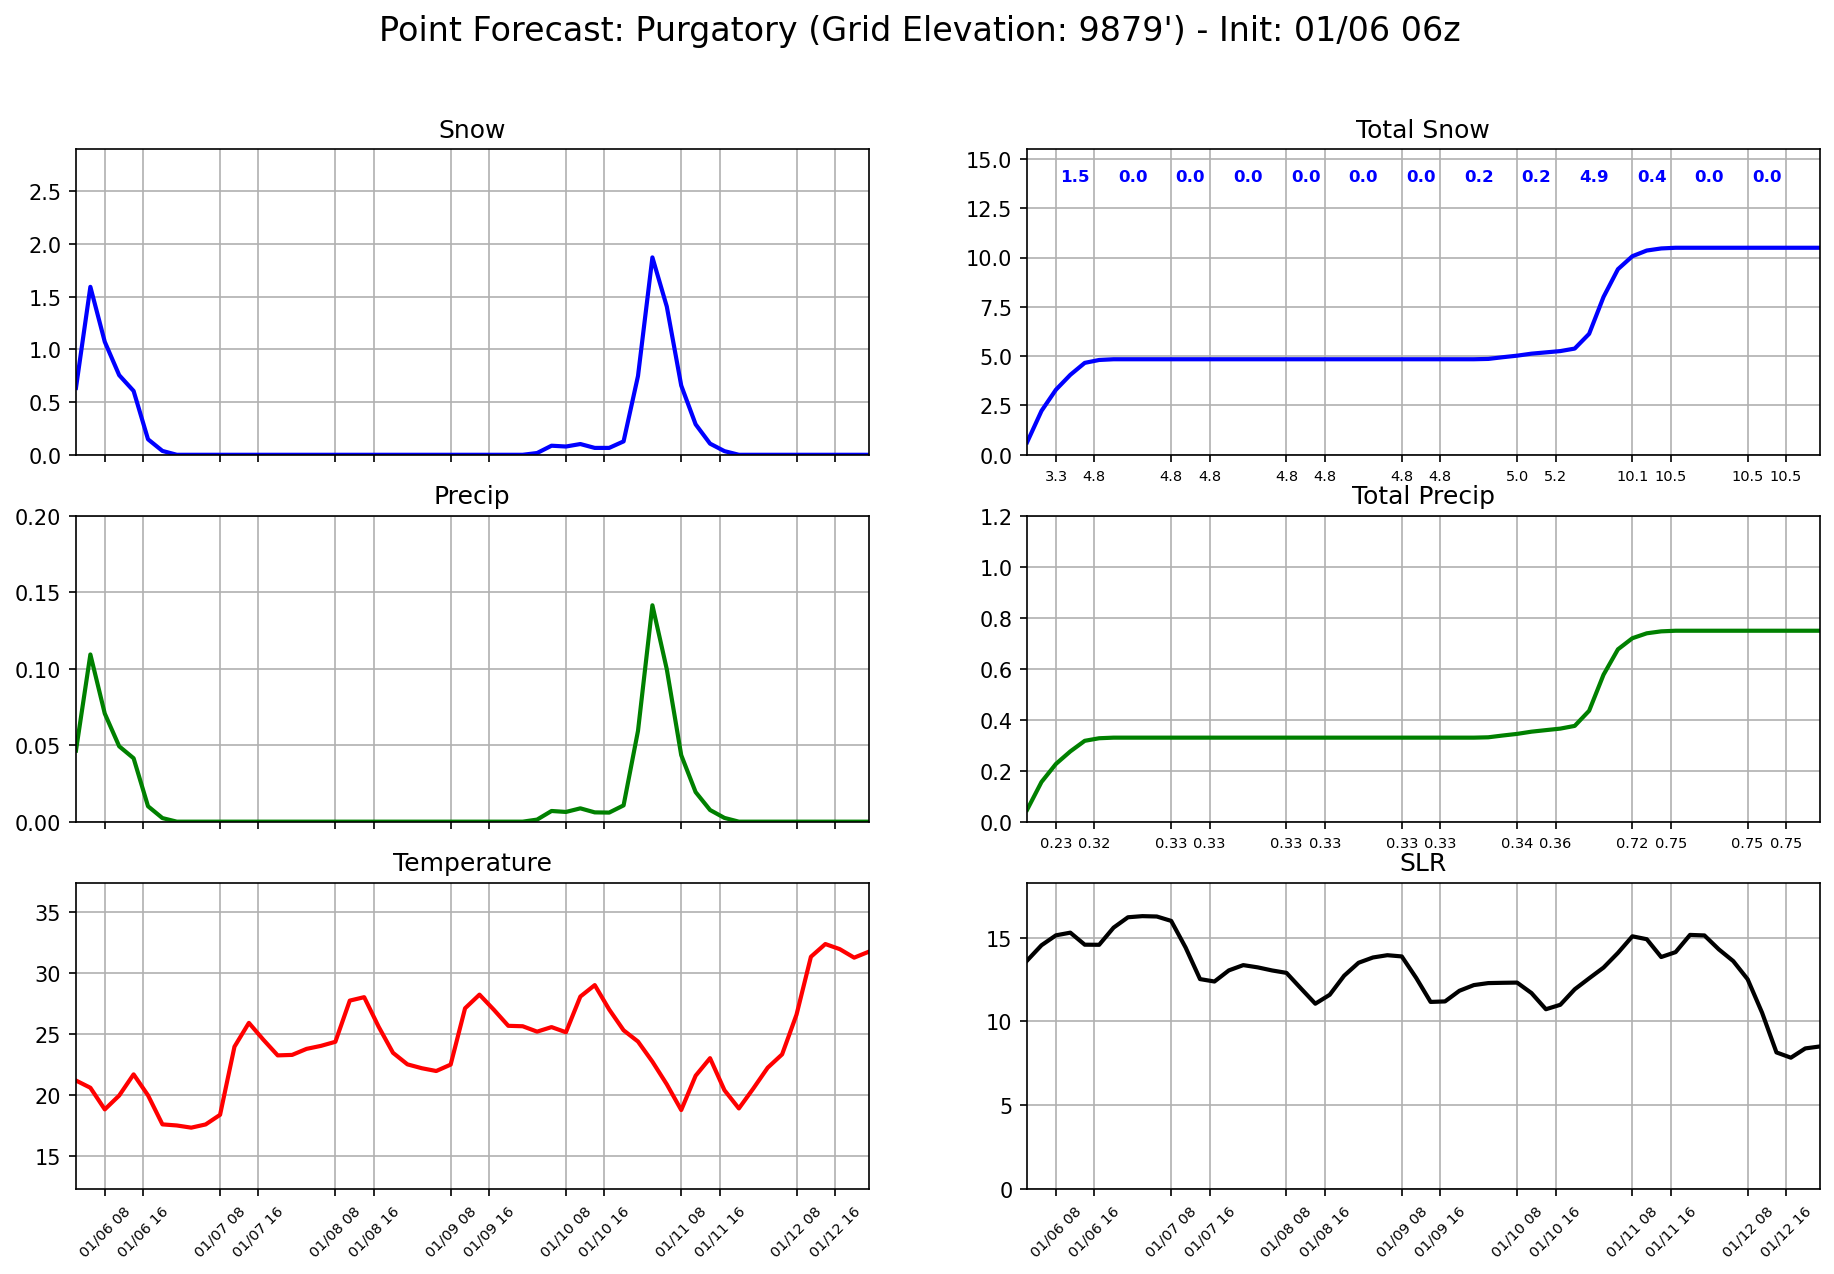 Point Forecast: Purgatory (Grid Elevation: 9879') - Init: 01/06 06z
Snow
2.5
2.0
1.5
1.0
0.5
0.0
Total Snow
15.0
12.5
10.0
7.5
5.0
2.5
0.0
1.5 0.0 0.0 0.0 0.0 0.0 0.0 0.2 0.2 4.9 0.4 0.0 0.0
3.3 4.8 4.8 4.8 4.8 4.8 4.8 4.8 5.0 5.2 10.1 10.5 10.5 10.5
Precip
0.20
0.15
0.10
0.05
0.00
Total Precip
1.2
1.0
0.8
0.6
0.4
0.2
0.0
0.23 0.32 0.33 0.33 0.33 0.33 0.33 0.33 0.34 0.36 0.72 0.75 0.75 0.75
Temperature
35
30
25
20
15
01/06 08 01/06 16 01/07 08 01/07 16 01/08 08 01/08 16 01/09 08 01/09 16 01/10 08 01/10 16 01/11 08 01/11 16 01/12 08 01/12 16
SLR
15
10
5
0
01/06 08 01/06 16 01/07 08 01/07 16 01/08 08 01/08 16 01/09 08 01/09 16 01/10 08 01/10 16 01/11 08 01/11 16 01/12 08 01/12 16